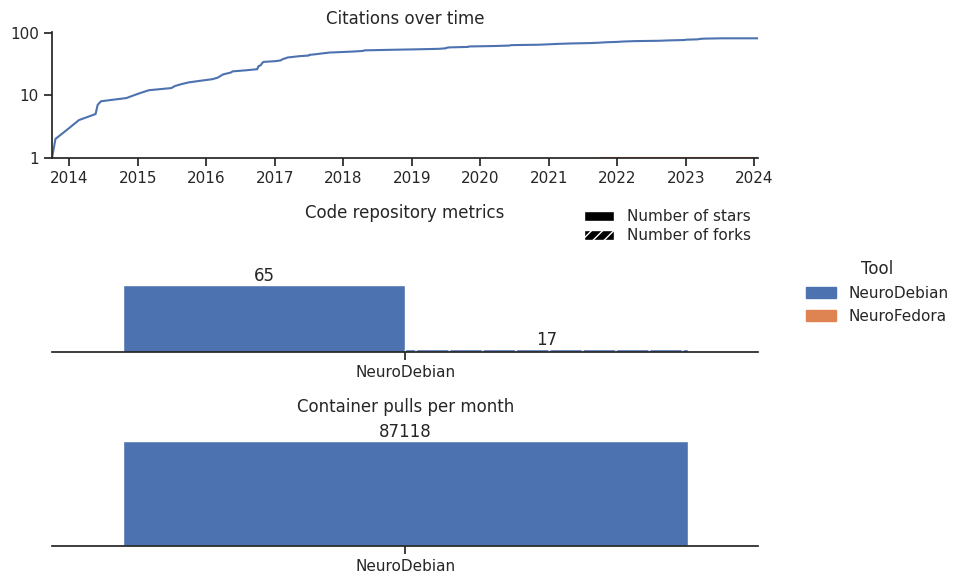 Citations over time
100
10
1
2014 2015 2016 2017 2018 2019 2020 2021 2022 2023 2024
Code repository metrics
Number of stars
Number of forks
65
17
NeuroDebian
Tool
NeuroDebian
NeuroFedora
Container pulls per month
87118
NeuroDebian